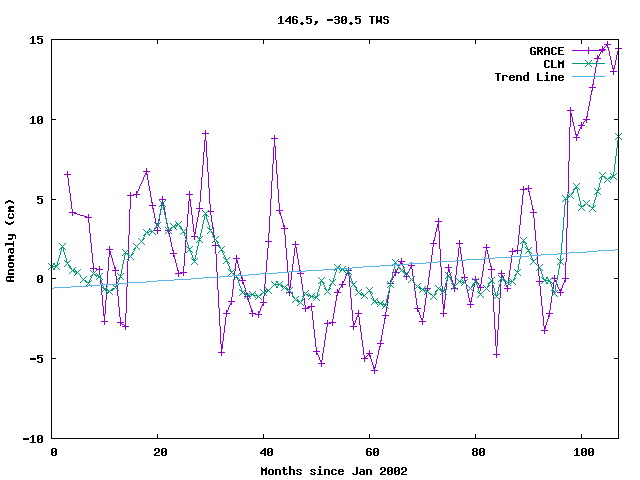 146.5, -30.5 TWS
GRACE
CLM
Trend Line
15
10
5
0
-5
-10
Anomaly (cm)
0 20 40 60 80 100
Months since Jan 2002